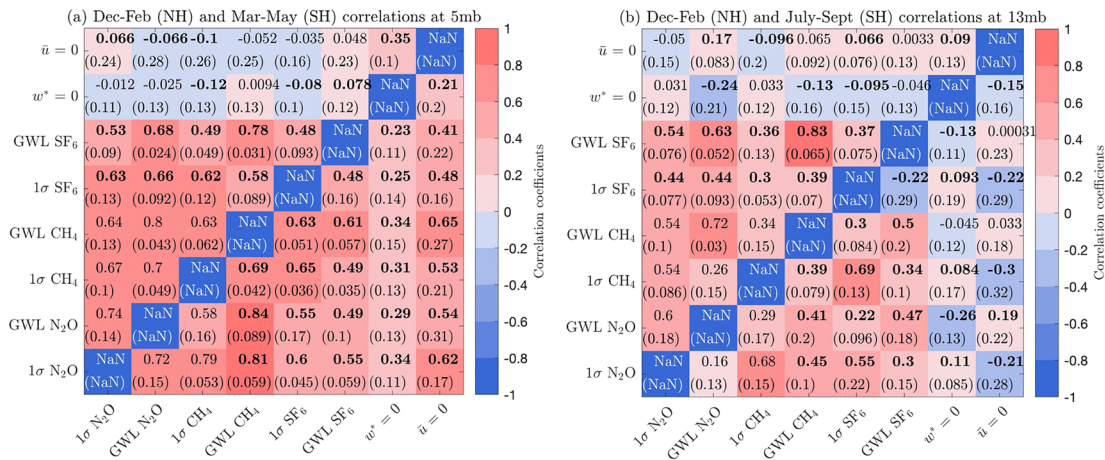 (a) Dec-Feb (NH) and Mar-May (SH) correlations at 5mb
ū = 0 0.066 -0.066 -0.1 -0.052 -0.035 0.048 0.35 NaN
(0.24) (0.28) (0.26) (0.25) (0.16) (0.23) (0.1) (NaN)
w* = 0 -0.012 -0.025 -0.12 0.0094 -0.08 0.078 NaN 0.21
(0.11) (0.13) (0.13) (0.13) (0.1) (0.12) (NaN) (0.2)
GWL SF₆ 0.53 0.68 0.49 0.78 0.48 NaN 0.23 0.41
(0.09) (0.024) (0.049) (0.031) (0.093) (NaN) (0.11) (0.22)
1σ SF₆ 0.63 0.66 0.62 0.58 NaN 0.48 0.25 0.48
(0.13) (0.092) (0.12) (0.089) (NaN) (0.16) (0.14) (0.16)
GWL CH₄ 0.64 0.8 0.63 NaN 0.63 0.61 0.34 0.65
(0.13) (0.043) (0.062) (NaN) (0.051) (0.057) (0.15) (0.27)
1σ CH₄ 0.67 0.7 NaN 0.69 0.65 0.49 0.31 0.53
(0.1) (0.049) (NaN) (0.042) (0.036) (0.035) (0.13) (0.21)
GWL N₂O 0.74 NaN 0.58 0.84 0.55 0.49 0.29 0.54
(0.14) (NaN) (0.16) (0.089) (0.17) (0.1) (0.13) (0.31)
1σ N₂O NaN 0.72 0.79 0.81 0.6 0.55 0.34 0.62
(NaN) (0.15) (0.053) (0.059) (0.045) (0.059) (0.11) (0.17)
1σ N₂O GWL N₂O 1σ CH₄ GWL CH₄ 1σ SF₆ GWL SF₆ w* = 0 ū = 0
1
0.8
0.6
0.4
0.2
0
-0.2
-0.4
-0.6
-0.8
-1
Correlation coefficients
(b) Dec-Feb (NH) and July-Sept (SH) correlations at 13mb
ū = 0 -0.05 0.17 -0.096 0.065 0.066 0.0033 0.09 NaN
(0.15) (0.083) (0.2) (0.092) (0.076) (0.13) (0.13) (NaN)
w* = 0 0.031 -0.24 0.033 -0.13 -0.095 -0.046 NaN -0.15
(0.12) (0.21) (0.12) (0.16) (0.15) (0.13) (NaN) (0.16)
GWL SF₆ 0.54 0.63 0.36 0.83 0.37 NaN -0.13 0.00031
(0.076) (0.052) (0.13) (0.065) (0.075) (NaN) (0.11) (0.23)
1σ SF₆ 0.44 0.44 0.3 0.39 NaN -0.22 0.093 -0.22
(0.077) (0.093) (0.053) (0.07) (NaN) (0.29) (0.19) (0.29)
GWL CH₄ 0.54 0.72 0.34 NaN 0.3 0.5 -0.045 0.033
(0.1) (0.03) (0.15) (NaN) (0.084) (0.2) (0.12) (0.18)
1σ CH₄ 0.54 0.26 NaN 0.39 0.69 0.34 0.084 -0.3
(0.086) (0.15) (NaN) (0.079) (0.13) (0.1) (0.17) (0.32)
GWL N₂O 0.6 NaN 0.29 0.41 0.22 0.47 -0.26 0.19
(0.18) (NaN) (0.17) (0.2) (0.096) (0.18) (0.13) (0.22)
1σ N₂O NaN 0.16 0.68 0.45 0.55 0.3 0.11 -0.21
(NaN) (0.13) (0.15) (0.1) (0.22) (0.15) (0.085) (0.28)
1σ N₂O GWL N₂O 1σ CH₄ GWL CH₄ 1σ SF₆ GWL SF₆ w* = 0 ū = 0
1
0.8
0.6
0.4
0.2
0
-0.2
-0.4
-0.6
-0.8
-1
Correlation coefficients